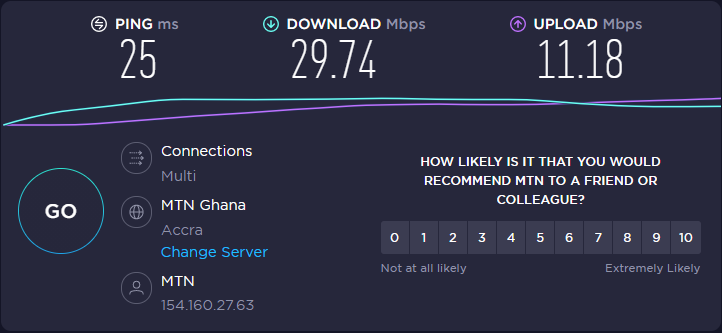 PING ms
25
DOWNLOAD Mbps
29.74
UPLOAD Mbps
11.18
GO
Connections
Multi
MTN Ghana
Accra
Change Server
MTN
154.160.27.63
HOW LIKELY IS IT THAT YOU WOULD
RECOMMEND MTN TO A FRIEND OR
COLLEAGUE?
0 1 2 3 4 5 6 7 8 9 10
Not at all likely Extremely Likely